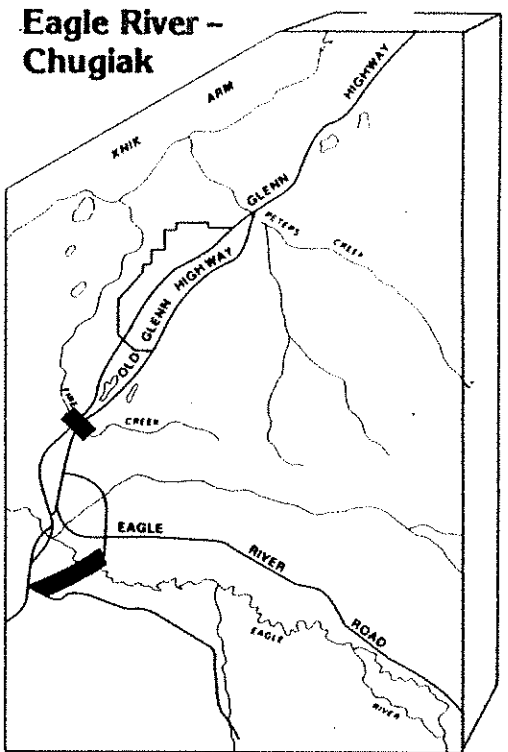 Eagle River –
Chugiak
KNIK ARM
GLENN HIGHWAY
PETERS CREEK
OLD GLENN HIGHWAY
CREEK
EAGLE RIVER ROAD
EAGLE RIVER